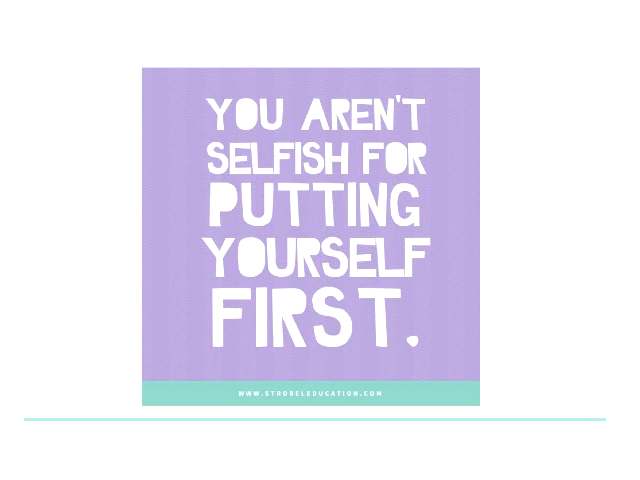 YOU AREN'T
SELFISH FOR
PUTTING
YOURSELF
FIRST.
WWW.STROBELEDUCATION.COM